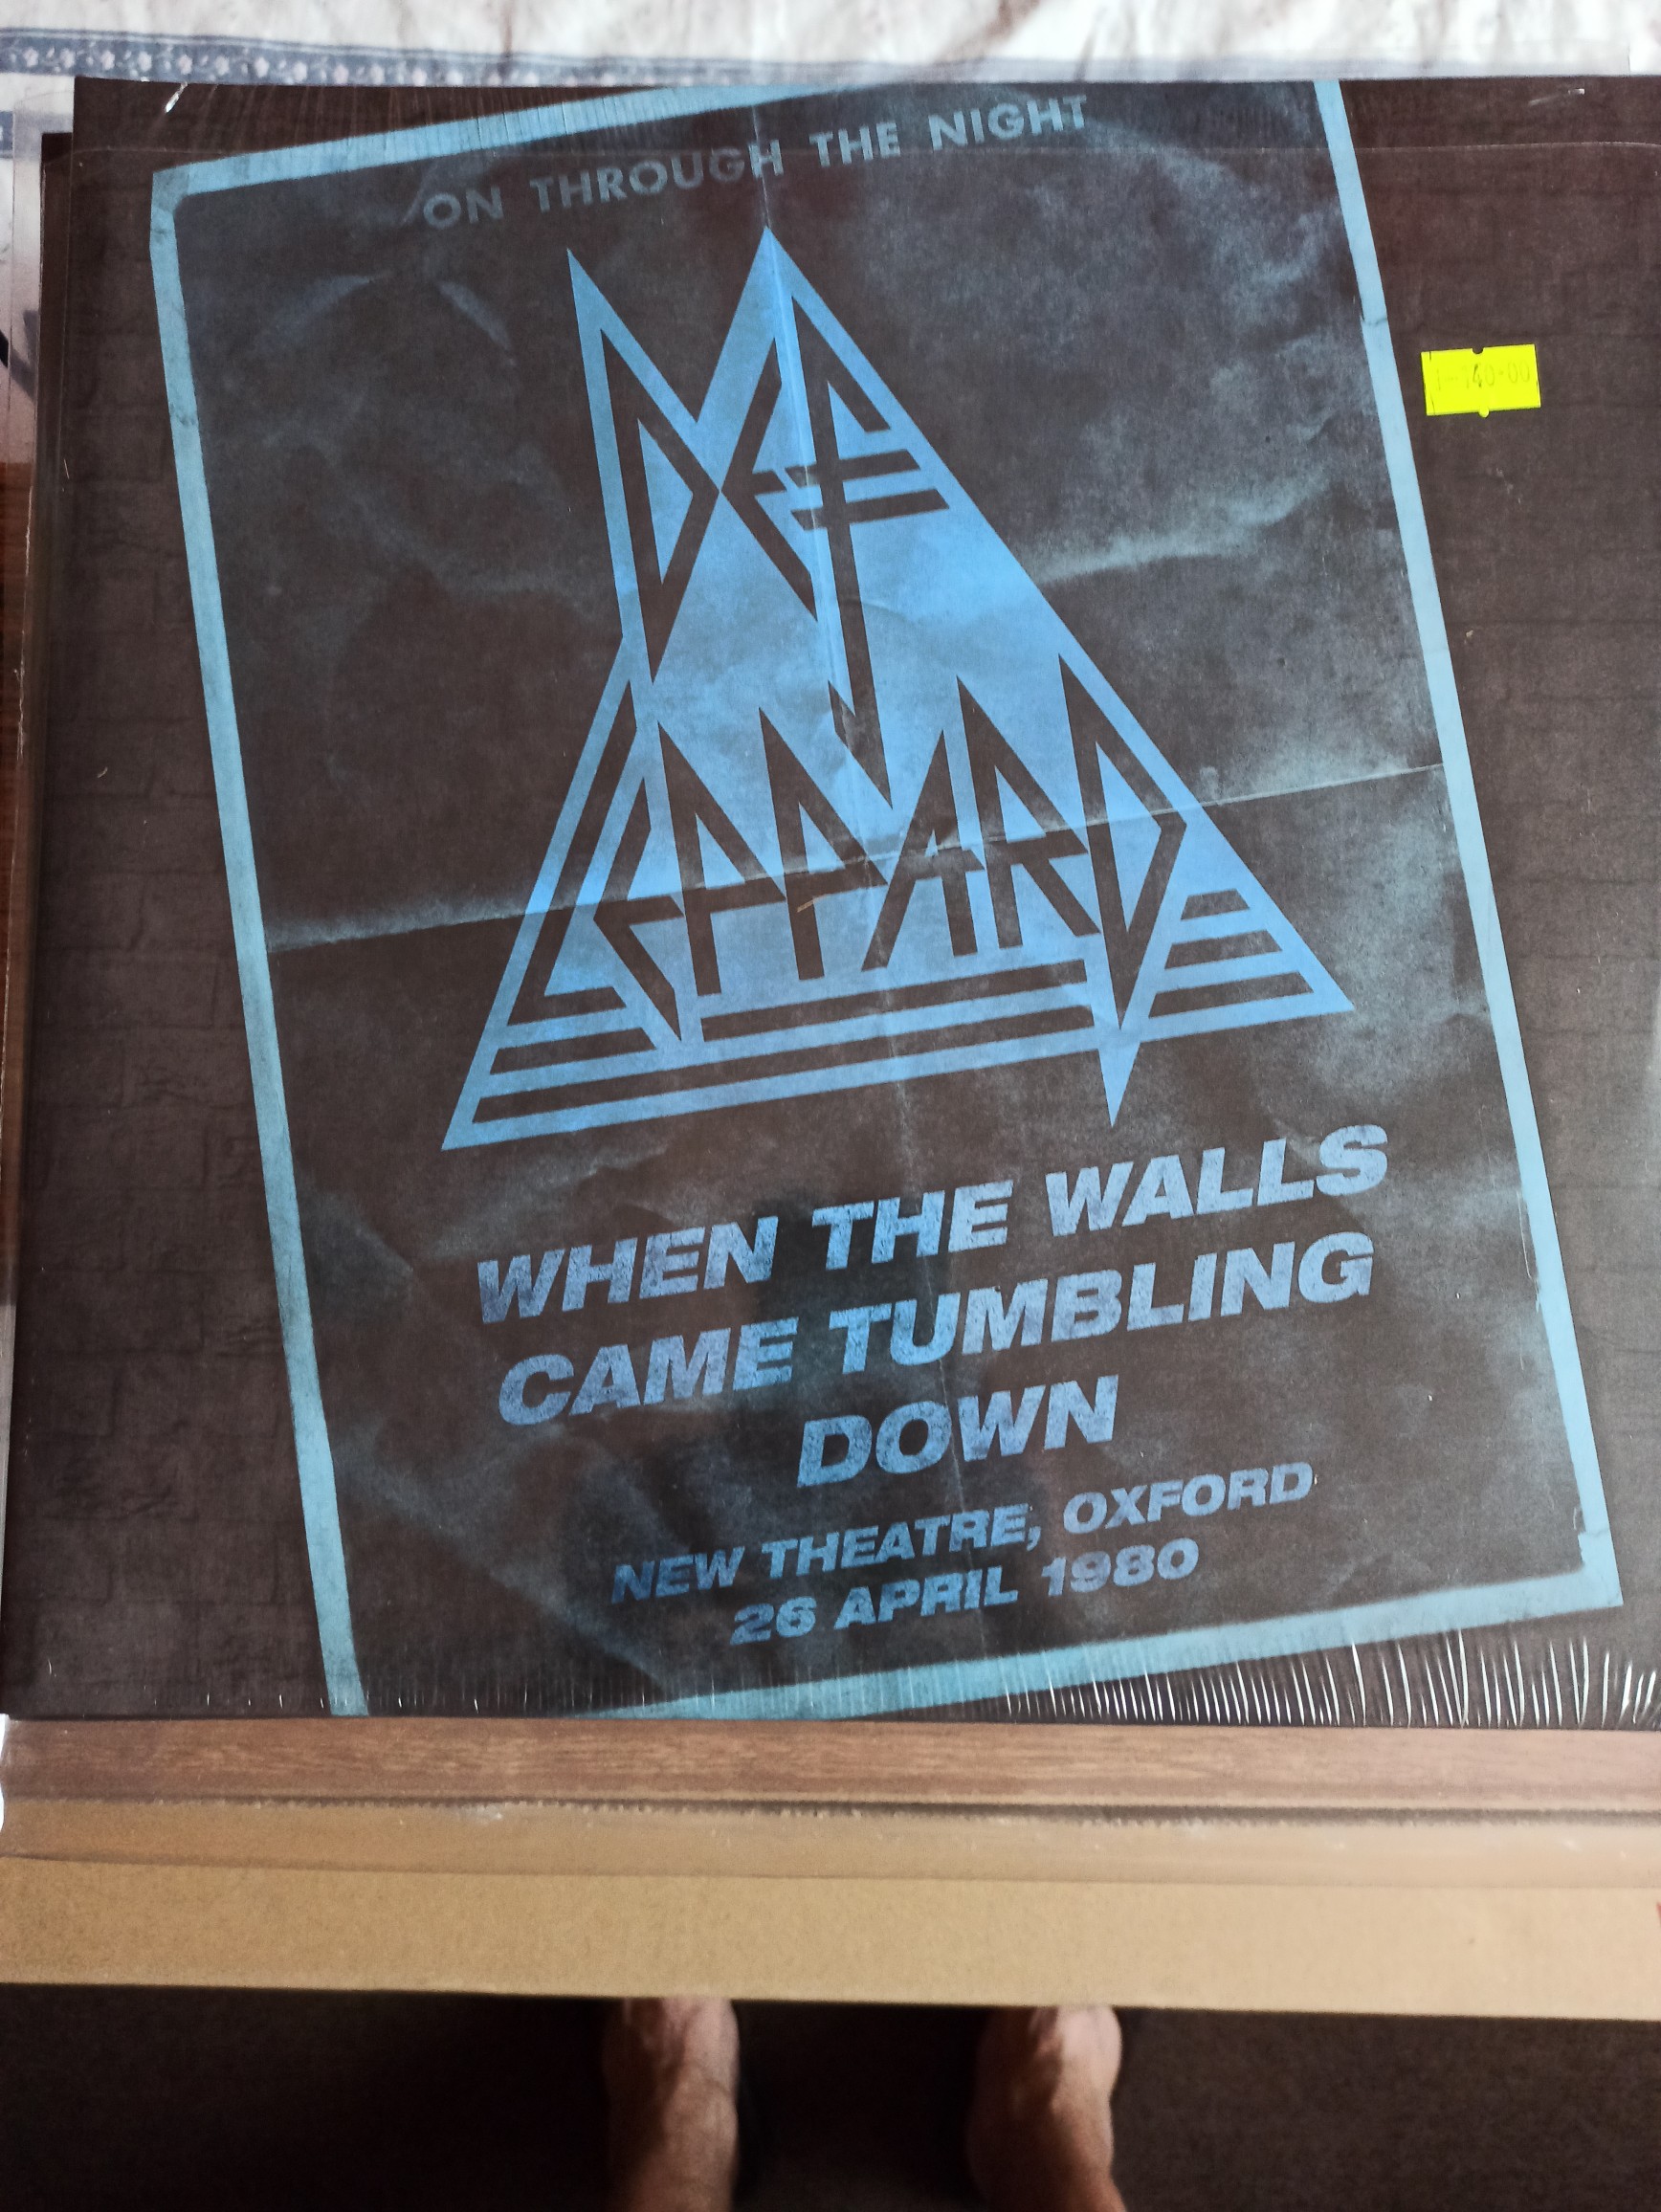 ON THROUGH THE NIGHT
DEF
LEPPARD
WHEN THE WALLS
CAME TUMBLING
DOWN
NEW THEATRE, OXFORD
26 APRIL 1980